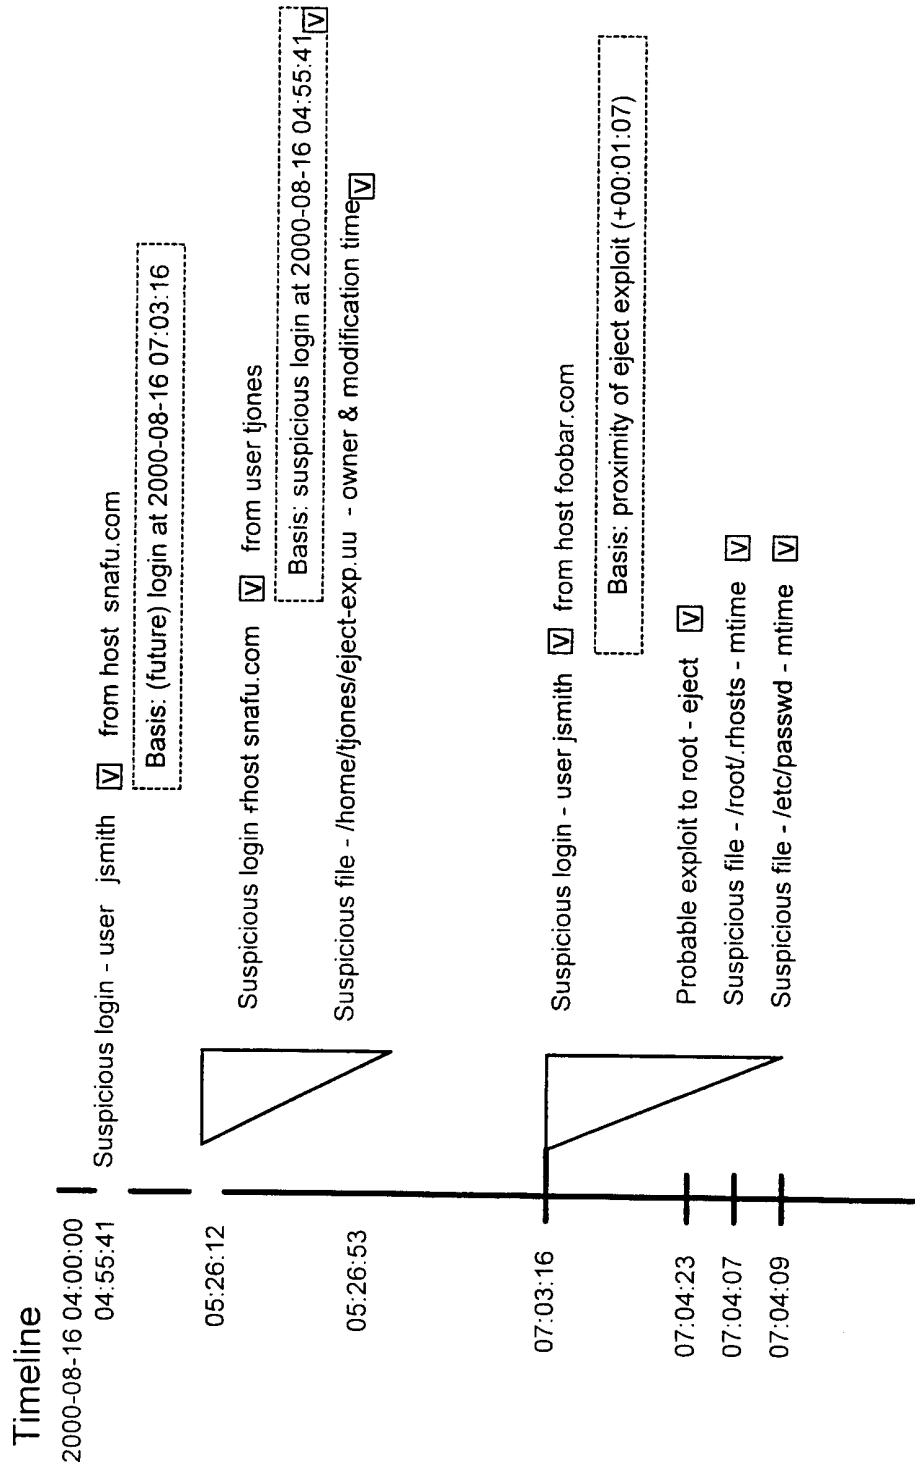 Timeline
2000-08-16 04:00:00
04:55:41
Suspicious login - user jsmith V from host snafu.com
Basis: (future) login at 2000-08-16 07:03:16
05:26:12
Suspicious login -rhost snafu.com V from user tjones
Basis: suspicious login at 2000-08-16 04:55:41 V
05:26:53
Suspicious file - /home/tjones/eject-exp.uu - owner & modification time V
07:03:16
Suspicious login - user jsmith V from host foobar.com
Basis: proximity of eject exploit (+00:01:07)
07:04:23
Probable exploit to root - eject V
07:04:07
Suspicious file - /root/.rhosts - mtime V
07:04:09
Suspicious file - /etc/passwd - mtime V